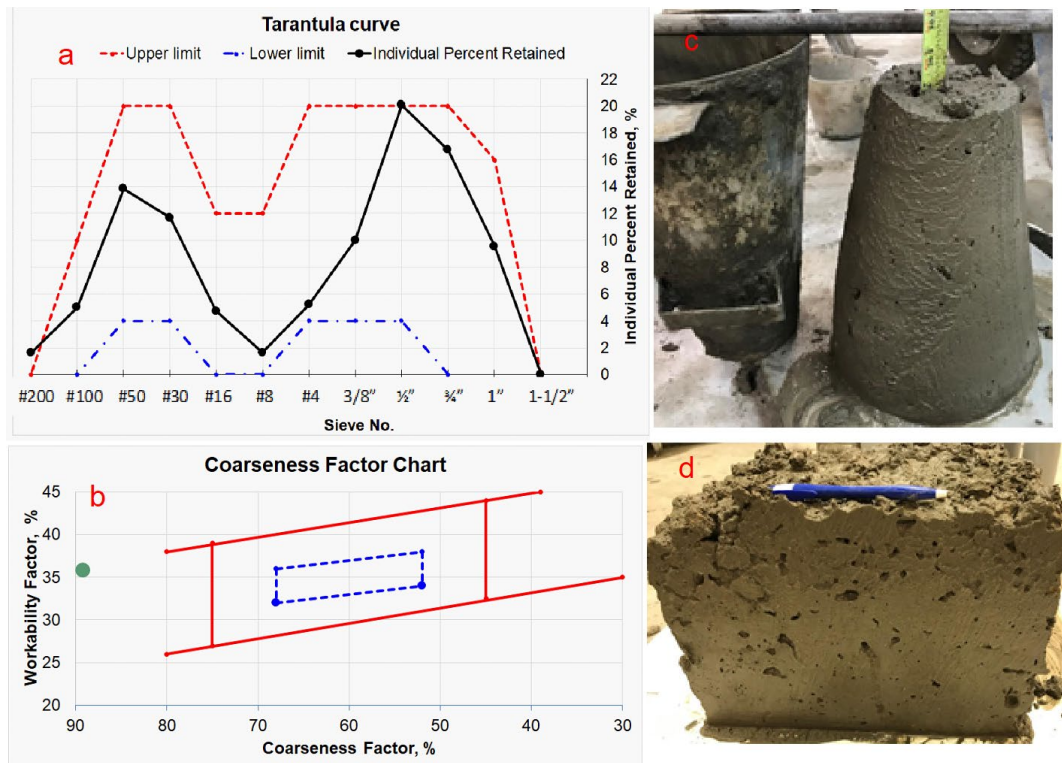 Tarantula curve
a
Upper limit
Lower limit
Individual Percent Retained
22
20
18
16
14
12
10
8
6
4
2
0
Individual Percent Retained, %
#200 #100 #50 #30 #16 #8 #4 3/8” ½” ¾” 1” 1-1/2”
Sieve No.
c
b
Coarseness Factor Chart
45
40
35
30
25
20
Workability Factor, %
90 80 70 60 50 40 30
Coarseness Factor, %
d